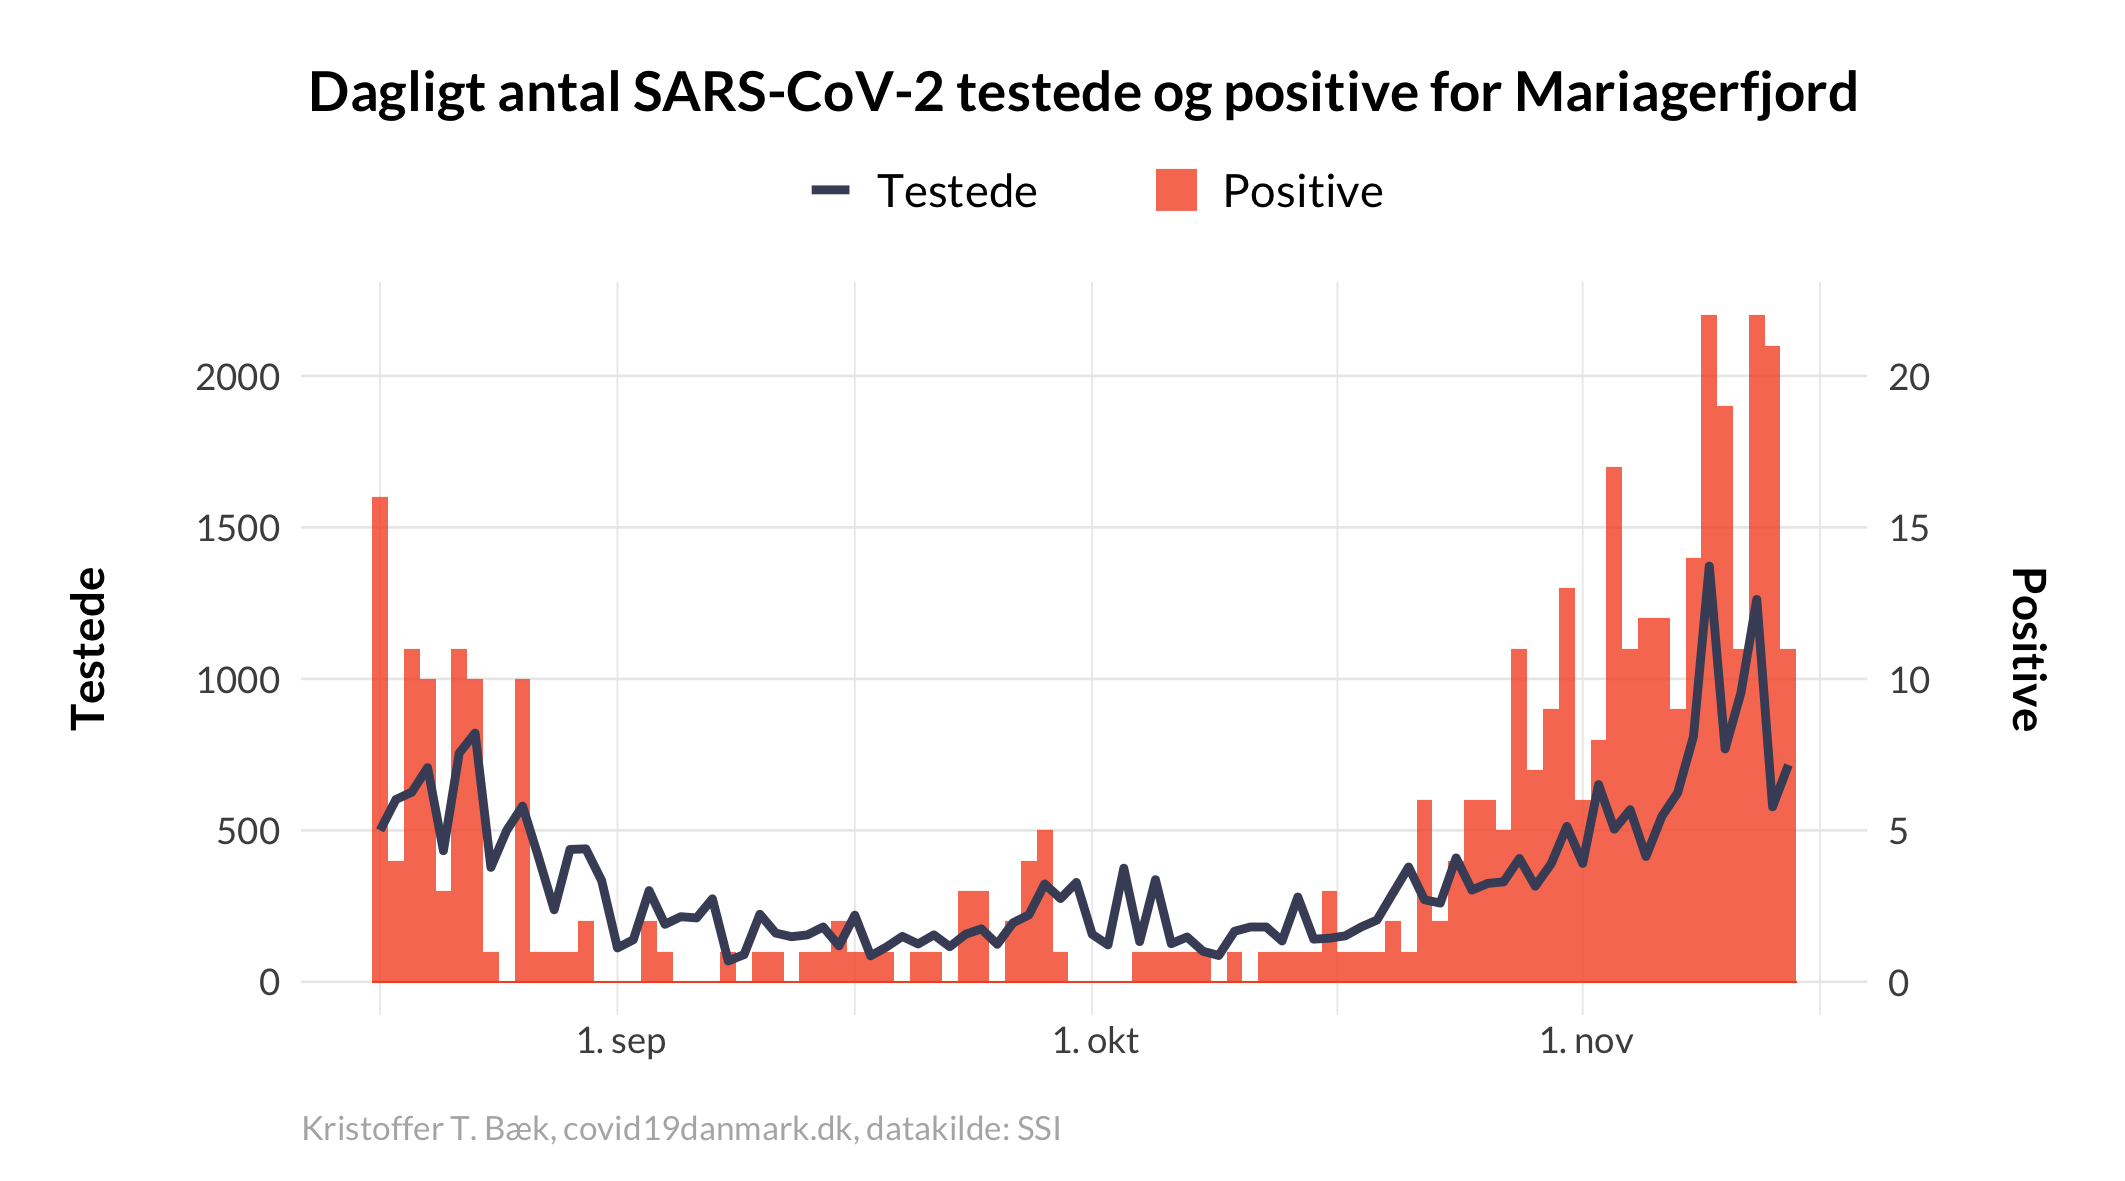 Dagligt antal SARS-CoV-2 testede og positive for Mariagerfjord
Testede
Positive
2000
1500
1000
500
0
Testede
20
15
10
5
0
Positive
1. sep
1. okt
1. nov
Kristoffer T. Bæk, covid19danmark.dk, datakilde: SSI